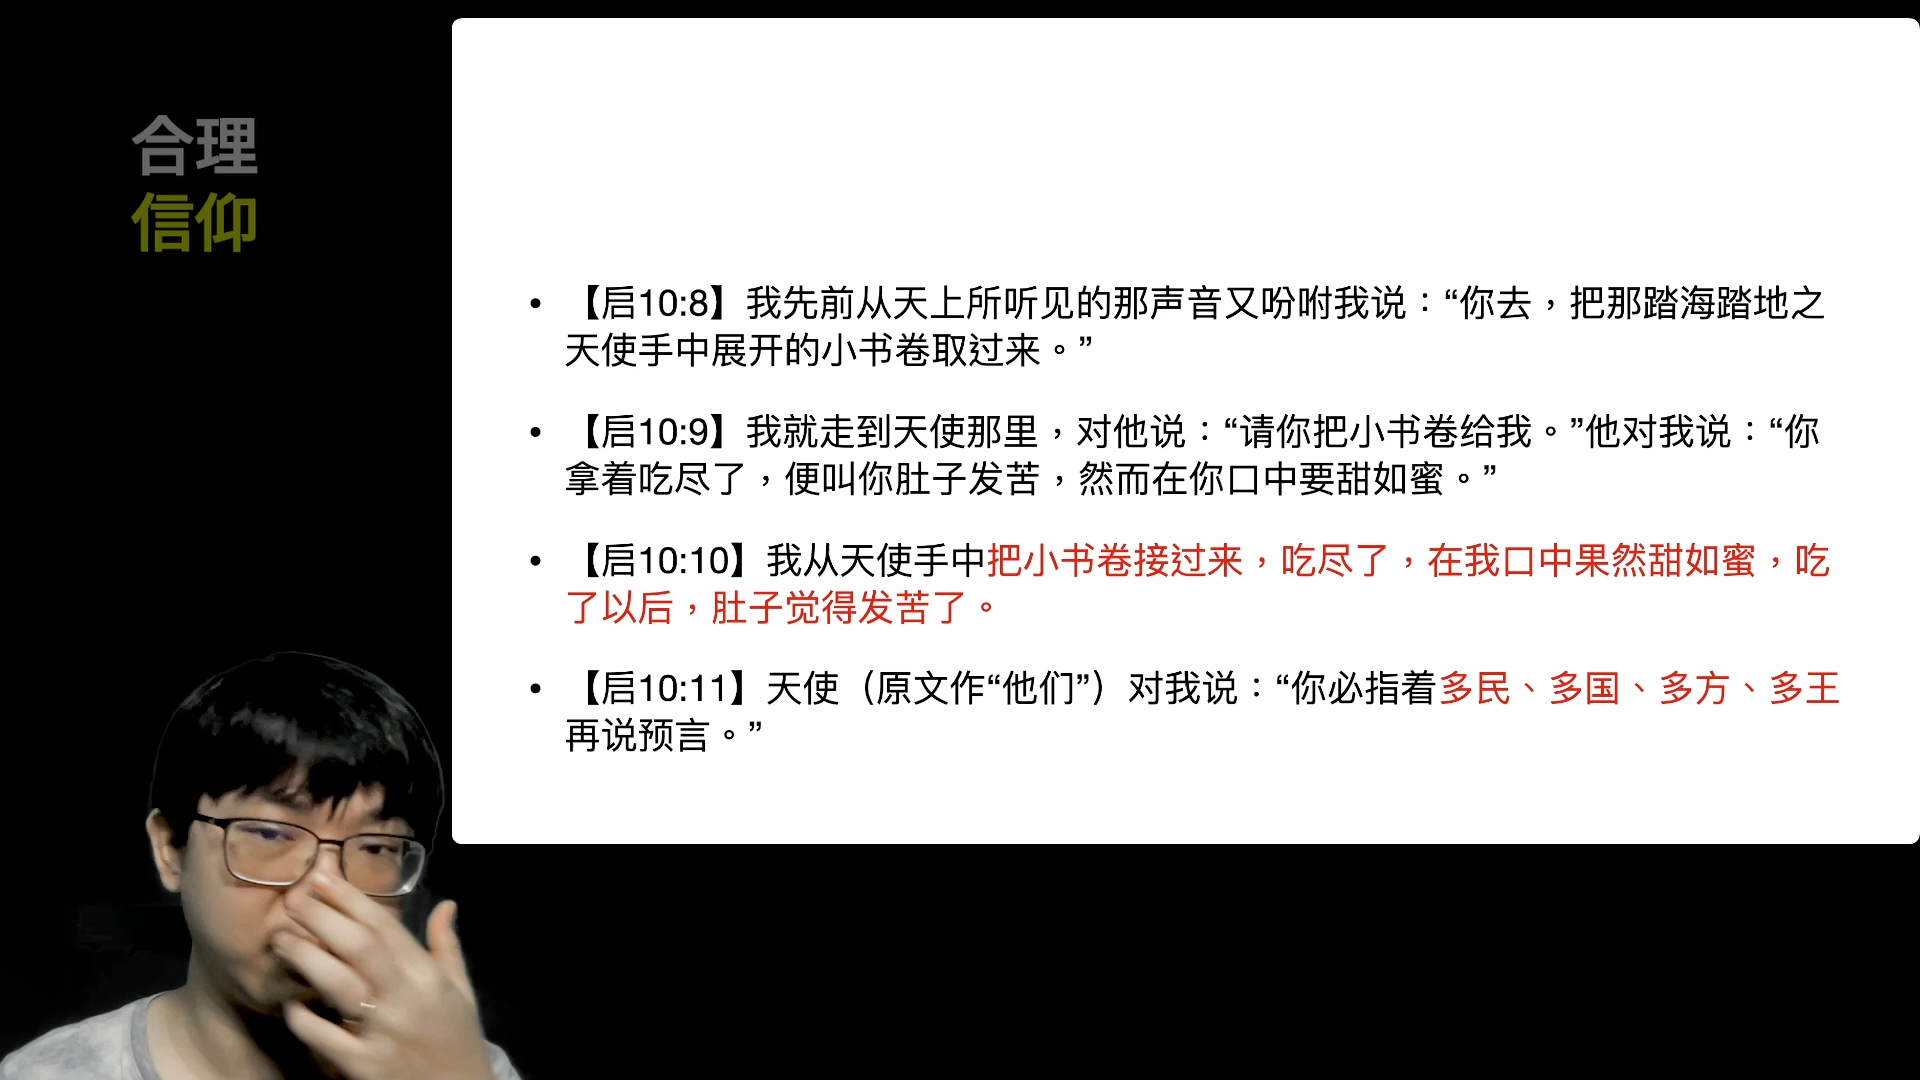 合理
信仰
• 【启10:8】我先前从天上所听见的那声音又吩咐我说：“你去，把那踏海踏地之
天使手中展开的小书卷取过来。”
• 【启10:9】我就走到天使那里，对他说：“请你把小书卷给我。”他对我说：“你
拿着吃尽了，便叫你肚子发苦，然而在你口中要甜如蜜。”
• 【启10:10】我从天使手中把小书卷接过来，吃尽了，在我口中果然甜如蜜，吃
了以后，肚子觉得发苦了。
• 【启10:11】天使（原文作“他们”）对我说：“你必指着多民、多国、多方、多王
再说预言。”